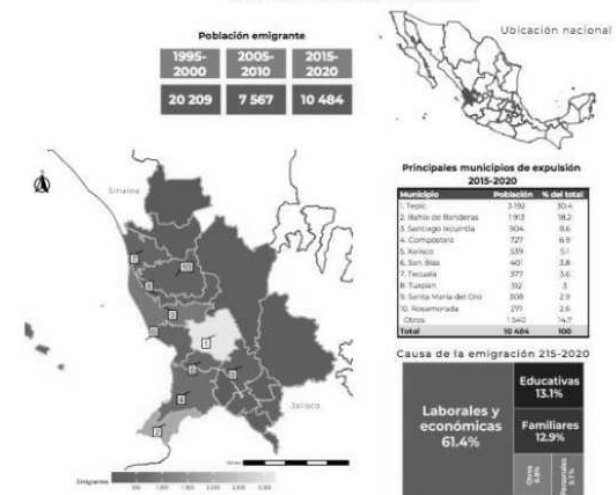 Población emigrante
Ubicación nacional
1995-2000 2005-2010 2015-2020
20 209 7 567 10 484
Principales municipios de expulsión
2015-2020
Municipio Población % del total
1. Tepic 3 192 30.4
2. Bahía de Banderas 1 913 18.2
3. Santiago Ixcuintla 904 8.6
4. Compostela 727 6.9
5. Xalisco 539 5.1
6. San Blas 401 3.8
7. Tecuala 377 3.6
8. Tuxpan 312 3
9. Santa María del Oro 308 2.9
10. Rosamorada 271 2.6
Otros 1 540 14.7
Total 10 484 100
Sinaloa
Jalisco
Emigrantes
Causa de la emigración 215-2020
Laborales y
económicas
61.4%
Educativas
13.1%
Familiares
12.9%
Otros